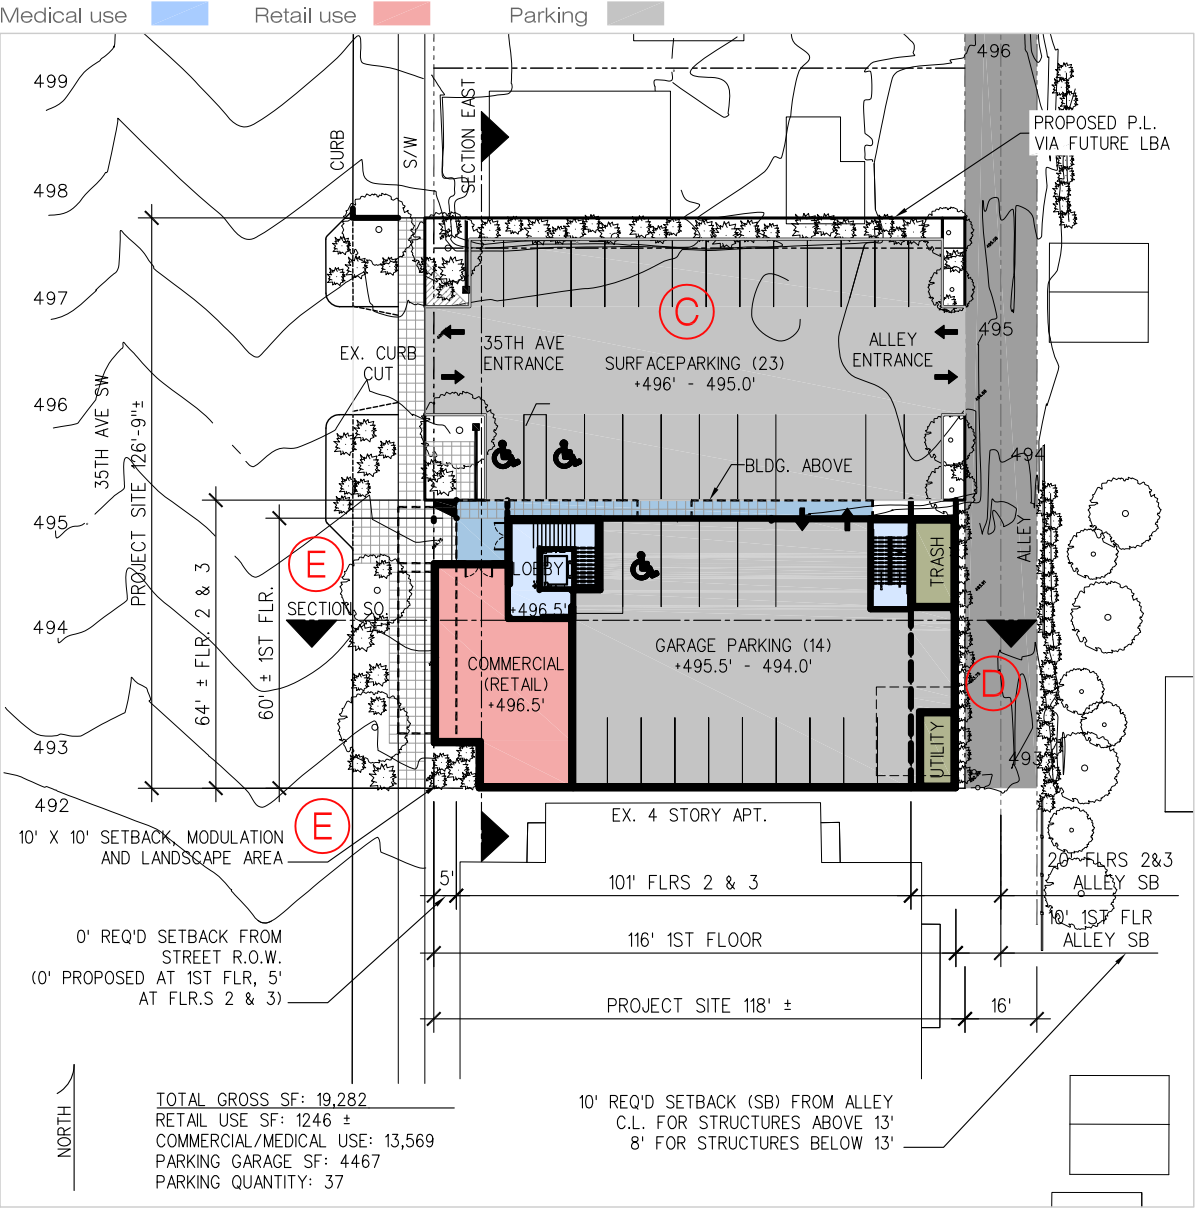 Medical use
Retail use
Parking
499
498
497
496
495
494
493
492
CURB
S/W
SECTION EAST
496
PROPOSED P.L.
VIA FUTURE LBA
C
35TH AVE
ENTRANCE
SURFACEPARKING (23)
+496' - 495.0'
ALLEY
ENTRANCE
495
EX. CURB
CUT
35TH AVE SW
PROJECT SITE 126'-9"±
64' ± FLR. 2 & 3
60' ± 1ST FLR.
BLDG. ABOVE
494
ALLEY
E
SECTION SO.
LOBBY
+496.5'
TRASH
COMMERCIAL
(RETAIL)
+496.5'
GARAGE PARKING (14)
+495.5' - 494.0'
D
UTILITY
493
E
10' X 10' SETBACK, MODULATION
AND LANDSCAPE AREA
EX. 4 STORY APT.
5'
101' FLRS 2 & 3
20' FLRS 2&3
ALLEY SB
10' 1ST FLR
ALLEY SB
0' REQ'D SETBACK FROM
STREET R.O.W.
(0' PROPOSED AT 1ST FLR, 5'
AT FLR.S 2 & 3)
116' 1ST FLOOR
PROJECT SITE 118' ±
16'
NORTH
TOTAL GROSS SF: 19,282
RETAIL USE SF: 1246 ±
COMMERCIAL/MEDICAL USE: 13,569
PARKING GARAGE SF: 4467
PARKING QUANTITY: 37
10' REQ'D SETBACK (SB) FROM ALLEY
C.L. FOR STRUCTURES ABOVE 13'
8' FOR STRUCTURES BELOW 13'